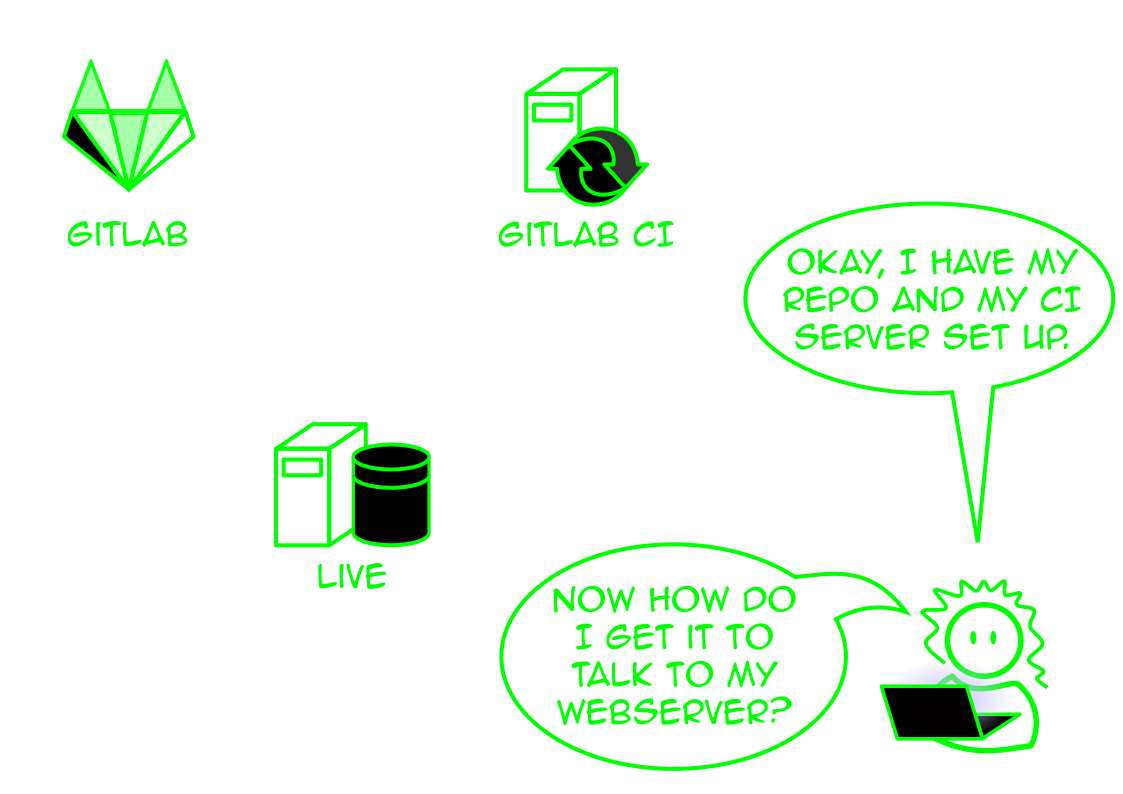 GITLAB
GITLAB CI
OKAY, I HAVE MY
REPO AND MY CI
SERVER SET UP.
LIVE
NOW HOW DO
I GET IT TO
TALK TO MY
WEBSERVER?